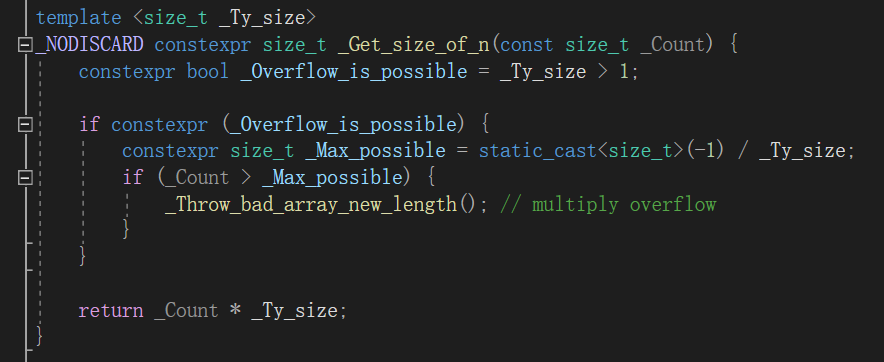 template <size_t _Ty_size>
_NODISCARD constexpr size_t _Get_size_of_n(const size_t _Count) {
    constexpr bool _Overflow_is_possible = _Ty_size > 1;

    if constexpr (_Overflow_is_possible) {
        constexpr size_t _Max_possible = static_cast<size_t>(-1) / _Ty_size;
        if (_Count > _Max_possible) {
            _Throw_bad_array_new_length(); // multiply overflow
        }
    }

    return _Count * _Ty_size;
}